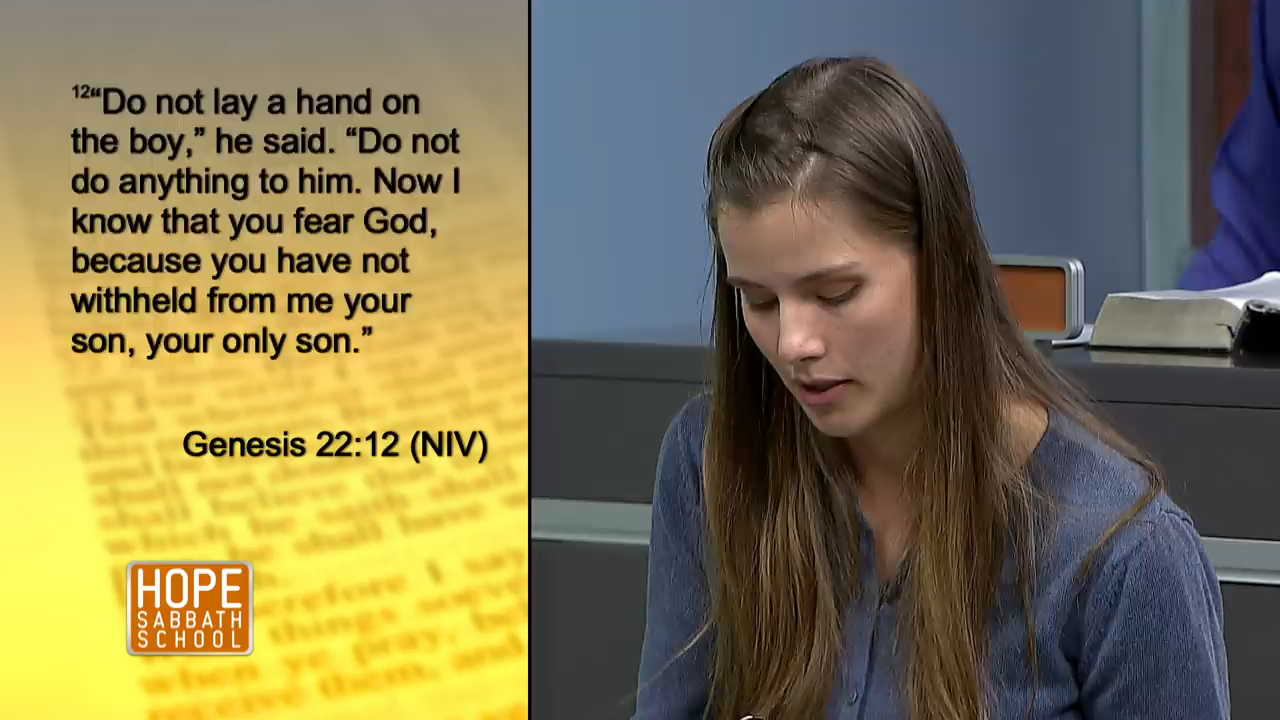 12“Do not lay a hand on
the boy,” he said. “Do not
do anything to him. Now I
know that you fear God,
because you have not
withheld from me your
son, your only son.”
Genesis 22:12 (NIV)
HOPE
SABBATH
SCHOOL